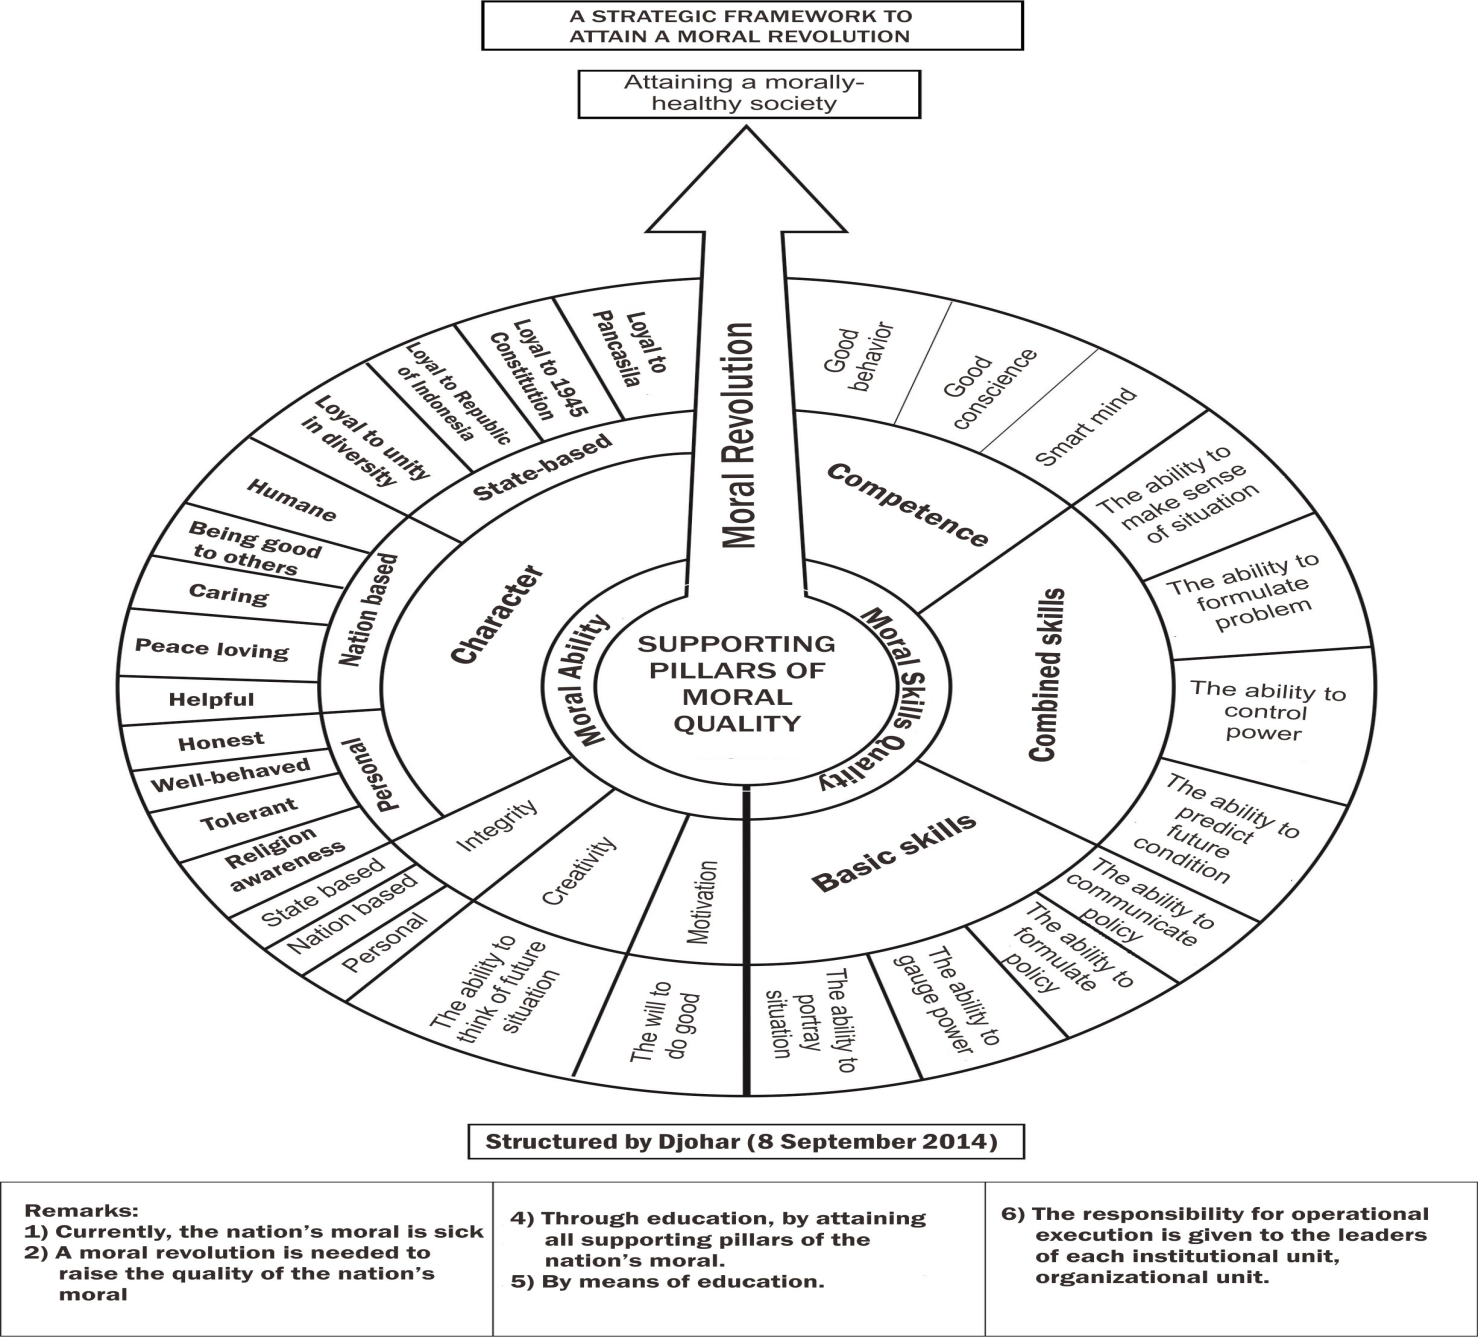 A STRATEGIC FRAMEWORK TO
ATTAIN A MORAL REVOLUTION
Attaining a morally-
healthy society
Moral Revolution
SUPPORTING
PILLARS OF
MORAL
QUALITY
Moral Ability
Moral Skills Quality
Character
State-based
Loyal to
Pancasila
Loyal to 1945
Constitution
Loyal to Republic
of Indonesia
Loyal to unity
in diversity
Nation based
Humane
Being good
to others
Caring
Peace loving
Helpful
Personal
Honest
Well-behaved
Tolerant
Religion
awareness
Integrity
State based
Nation based
Personal
Creativity
The ability to
think of future
situation
Motivation
The will to
do good
Competence
Good
behavior
Good
conscience
Smart mind
Combined skills
The ability to
make sense
of situation
The ability to
formulate
problem
The ability to
control
power
The ability to
predict
future
condition
Basic skills
The ability to
communicate
policy
The ability to
formulate
policy
The ability to
gauge power
The ability to
portray
situation
Structured by Djohar (8 September 2014)
Remarks:
1) Currently, the nation's moral is sick
2) A moral revolution is needed to
raise the quality of the nation's
moral
4) Through education, by attaining
all supporting pillars of the
nation's moral.
5) By means of education.
6) The responsibility for operational
execution is given to the leaders
of each institutional unit,
organizational unit.